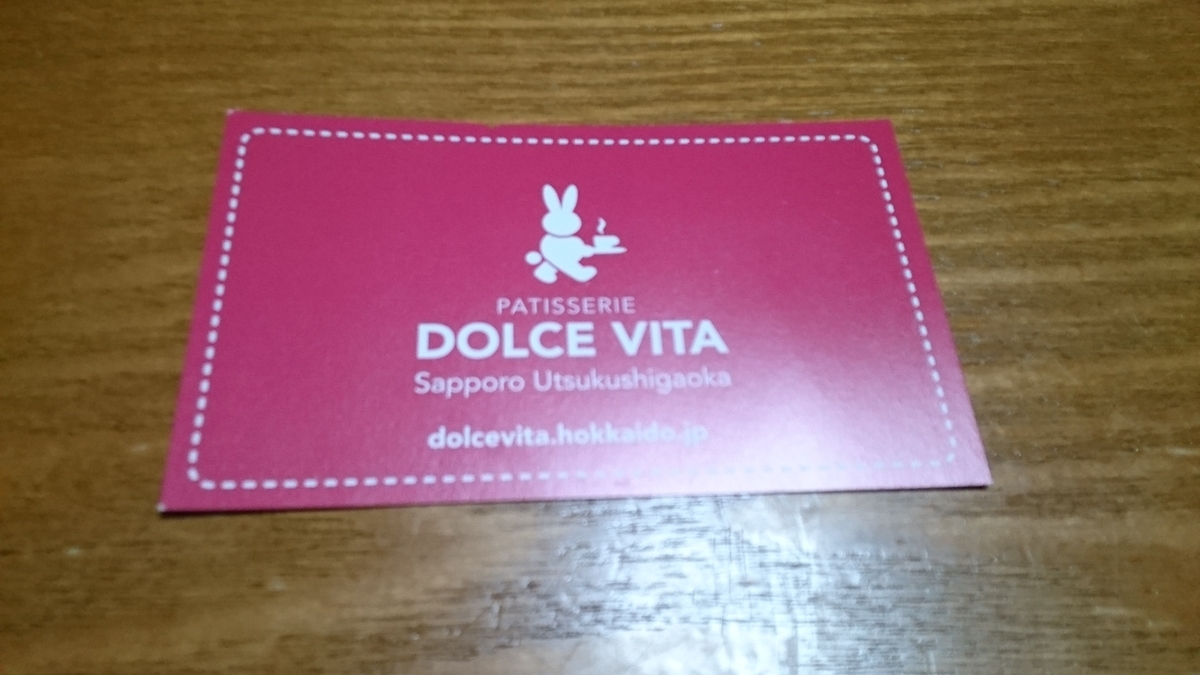 PATISSERIE
DOLCE VITA
Sapporo Utsukushigaoka
dolcevita.hokkaido.jp